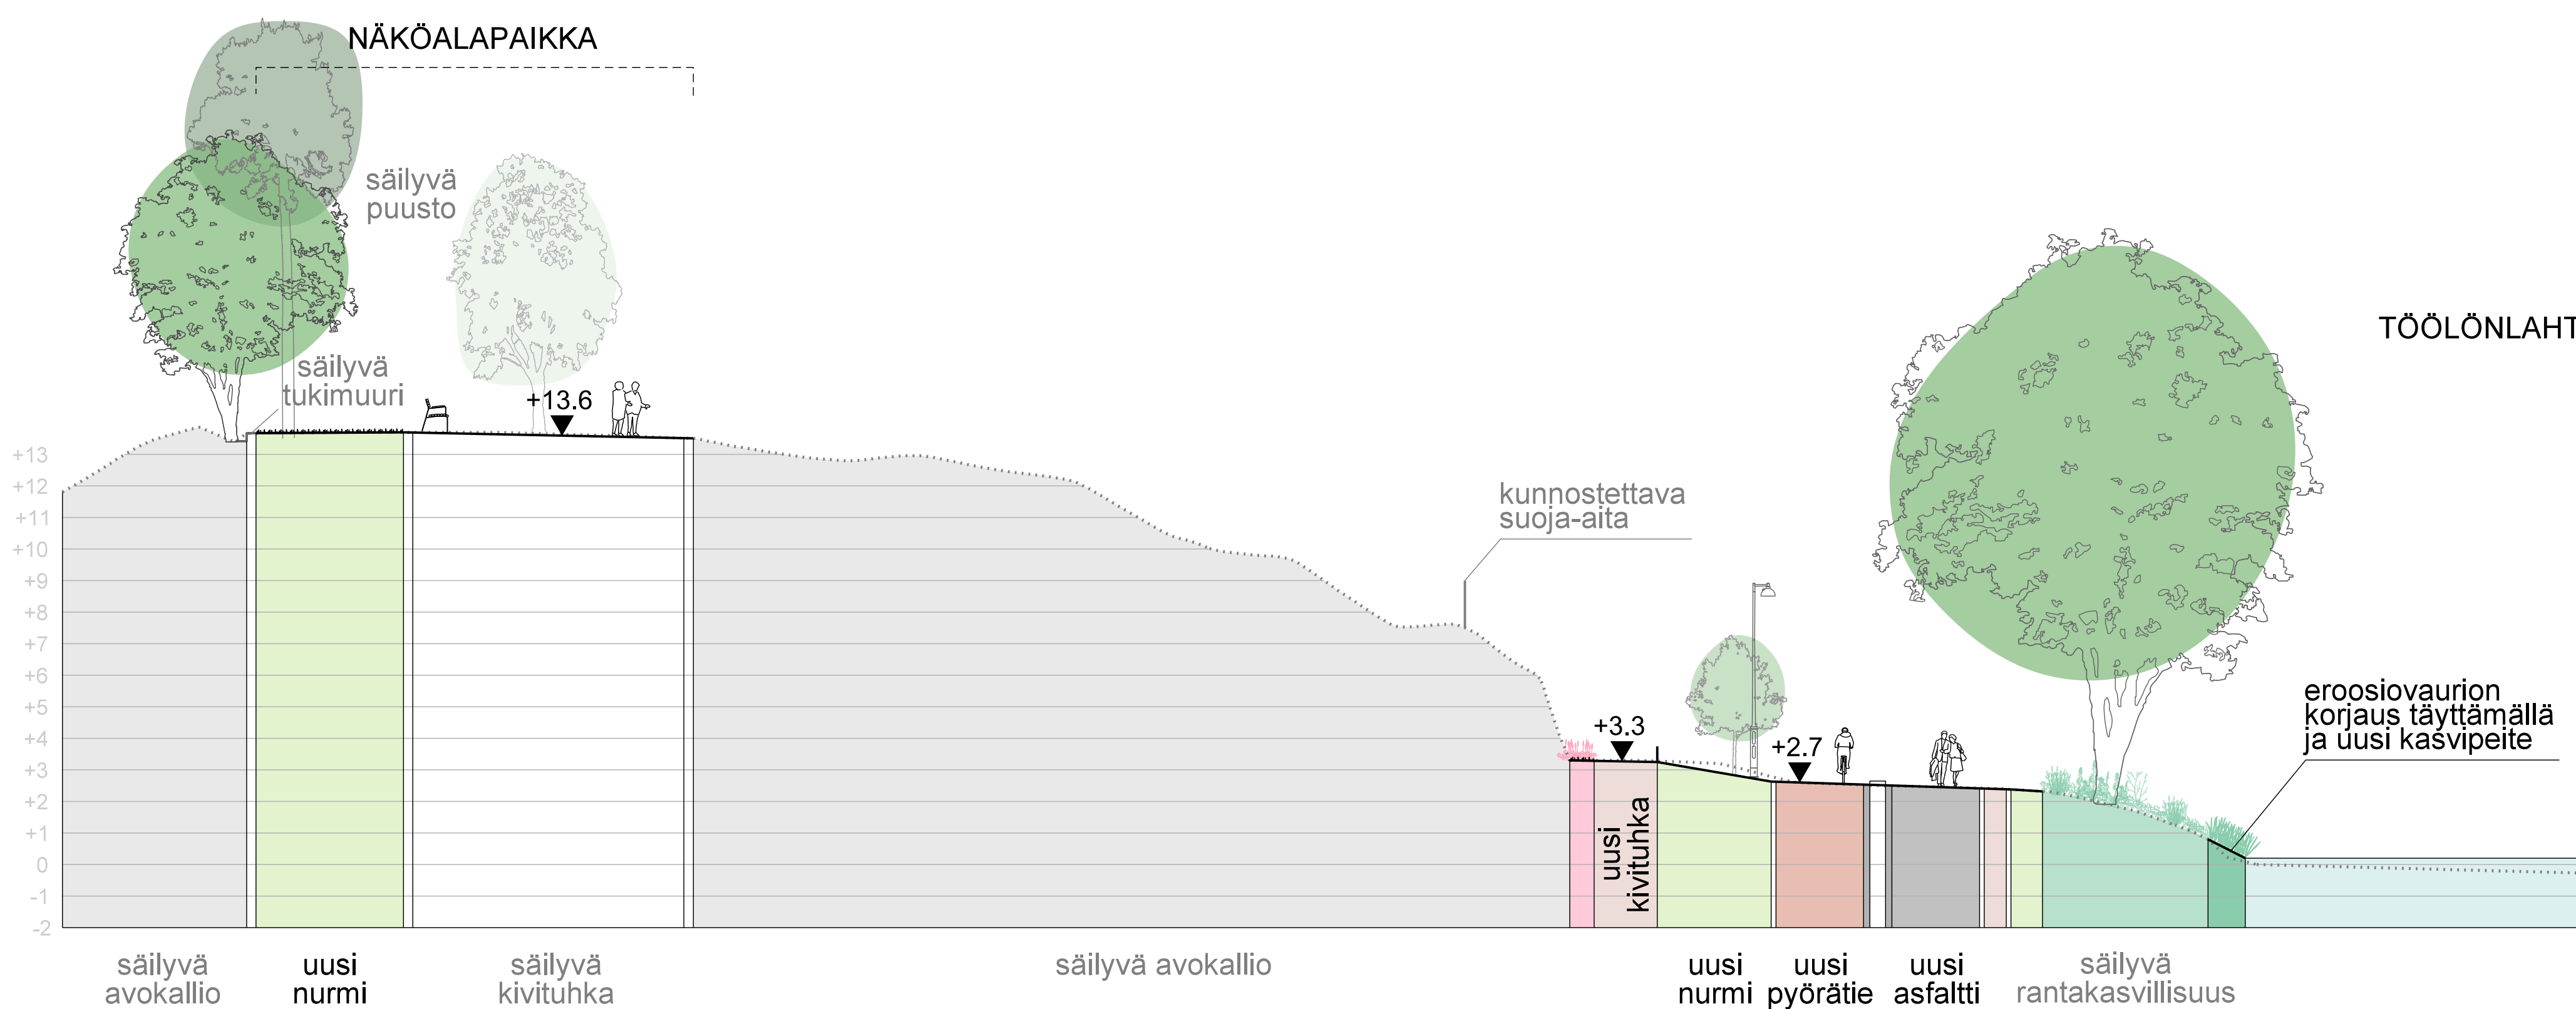 NÄKÖALAPAIKKA
säilyvä
puusto
TÖÖLÖNLAHT
säilyvä
tukimuuri
+13.6
kunnostettava
suoja-aita
eroosiovaurion
korjaus täyttämällä
ja uusi kasvipeite
+3.3
+2.7
+13
+12
+11
+10
+9
+8
+7
+6
+5
+4
+3
+2
+1
0
-1
-2
uusi
kivituhka
säilyvä
avokallio
uusi
nurmi
säilyvä
kivituhka
säilyvä avokallio
uusi
nurmi
uusi
pyörätie
uusi
asfaltti
säilyvä
rantakasvillisuus